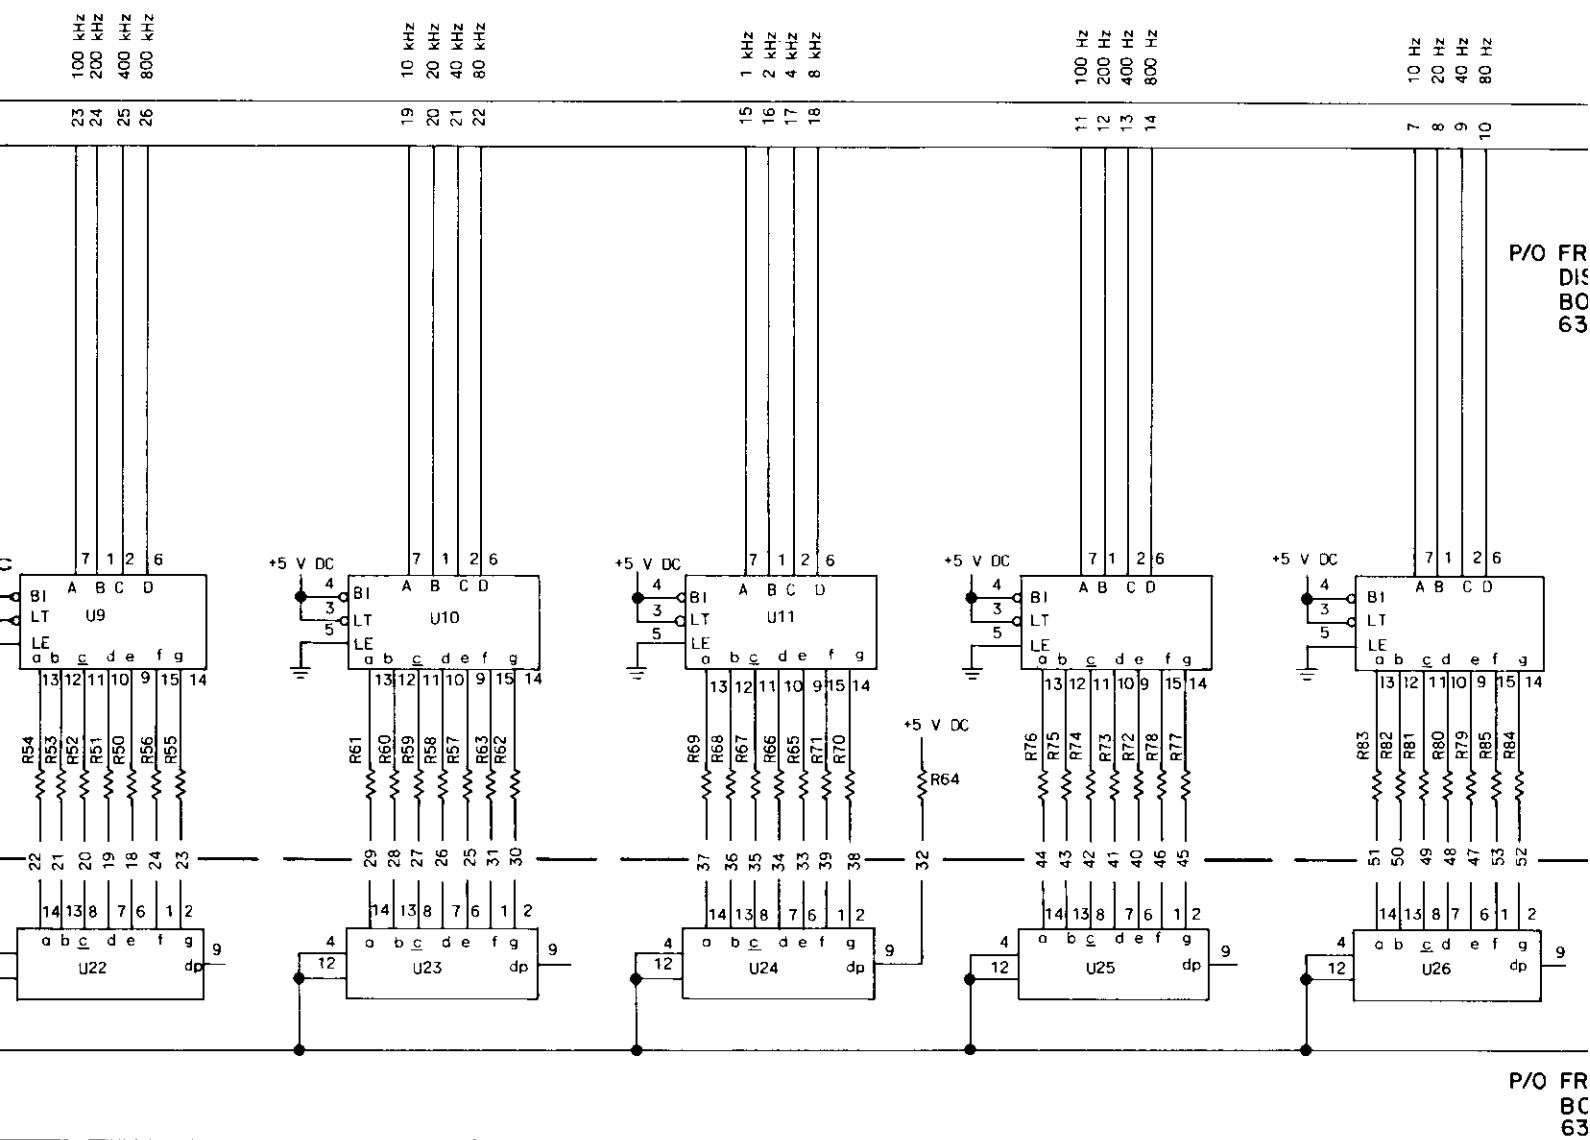 100 kHz 200 kHz 400 kHz 800 kHz 10 kHz 20 kHz 40 kHz 80 kHz 1 kHz 2 kHz 4 kHz 8 kHz 100 Hz 200 Hz 400 Hz 800 Hz 10 Hz 20 Hz 40 Hz 80 Hz
23 24 25 26 19 20 21 22 15 16 17 18 11 12 13 14 7 8 9 10
P/O FR
DIS
BO
63
C 7 1 2 6 +5 V DC 7 1 2 6 +5 V DC 7 1 2 6 +5 V DC 7 1 2 6 +5 V DC 7 1 2 6
A B C D 4 A B C D 4 A B C D 4 A B C D 4 A B C D
BI BI BI BI BI
3 3 3 3
LT U9 LT U10 LT U11 LT LT
5 5 5 5
LE LE LE LE LE
a b c d e f g a b c d e f g a b c d e f g a b c d e f g a b c d e f g
13 12 11 10 9 15 14 13 12 11 10 9 15 14 13 12 11 10 9 15 14 13 12 11 10 9 15 14 13 12 11 10 9 15 14
+5 V DC
R54 R53 R52 R51 R50 R56 R55 R61 R60 R59 R58 R57 R63 R62 R69 R68 R67 R66 R65 R71 R70 R76 R75 R74 R73 R72 R78 R77 R83 R82 R81 R80 R79 R85 R84
R64
22 21 20 19 18 24 23 29 28 27 26 25 31 30 37 36 35 34 33 39 38 32 44 43 42 41 40 46 45 51 50 49 48 47 53 52
14 13 8 7 6 1 2 14 13 8 7 6 1 2 14 13 8 7 6 1 2 14 13 8 7 6 1 2 14 13 8 7 6 1 2
a b c d e f g 9 4 a b c d e f g 9 4 a b c d e f g 9 4 a b c d e f g 9 4 a b c d e f g 9
U22 dp 12 U23 dp 12 U24 dp 12 U25 dp 12 U26 dp
P/O FR
BO
63